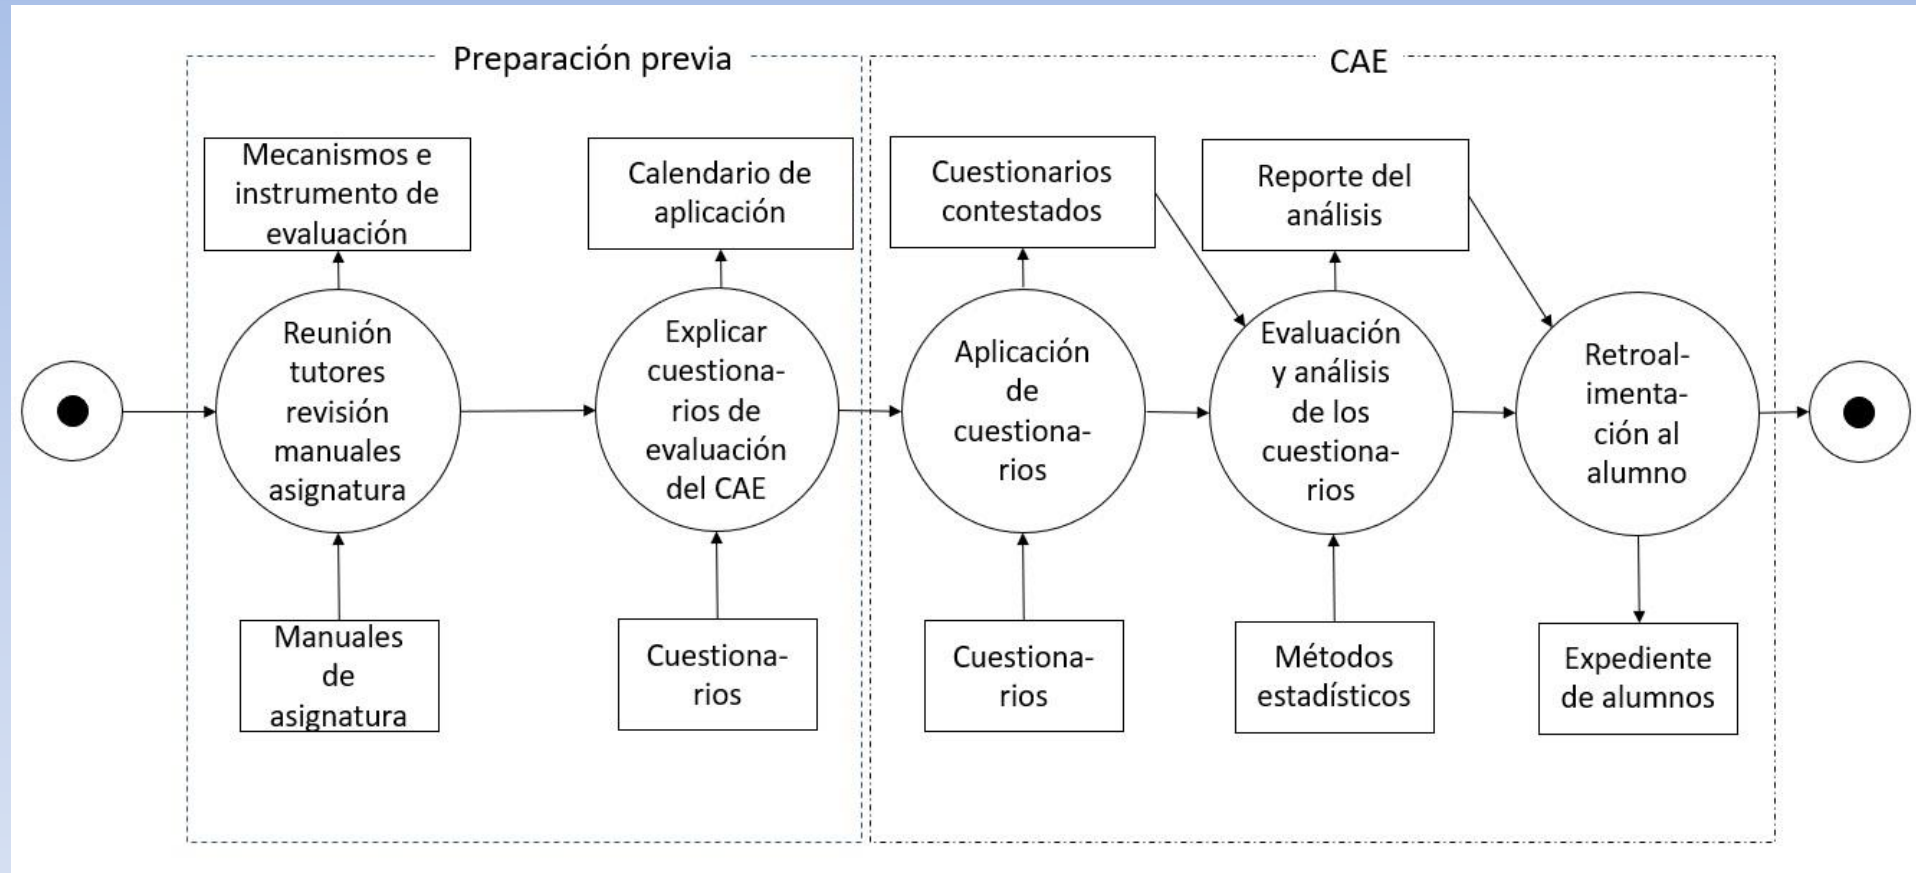 Preparación previa
CAE
Mecanismos e
instrumento de
evaluación
Calendario de
aplicación
Cuestionarios
contestados
Reporte del
análisis
Reunión
tutores
revisión
manuales
asignatura
Explicar
cuestiona-
rios de
evaluación
del CAE
Aplicación
de
cuestiona-
rios
Evaluación
y análisis
de los
cuestiona-
rios
Retroal-
imenta-
ción al
alumno
Manuales
de
asignatura
Cuestiona-
rios
Cuestiona-
rios
Métodos
estadísticos
Expediente
de alumnos